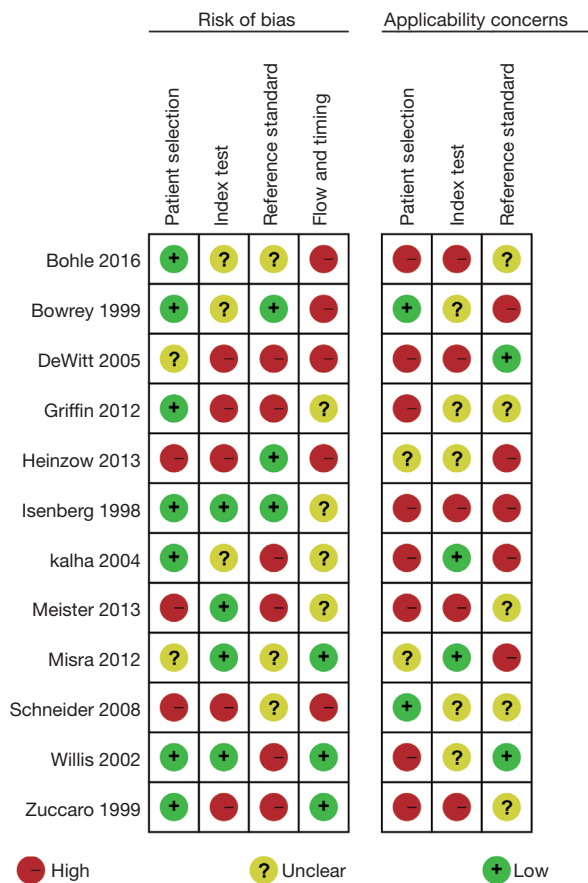 Risk of bias Applicability concerns
Patient selection Index test Reference standard Flow and timing Patient selection Index test Reference standard
Bohle 2016 + ? ? – – – ?
Bowrey 1999 + ? + – + ? –
DeWitt 2005 ? – – – – – +
Griffin 2012 + – – ? – ? ?
Heinzow 2013 – – + – ? ? –
Isenberg 1998 + + + ? – – –
kalha 2004 + ? – ? – + –
Meister 2013 – + – ? – – ?
Misra 2012 ? + ? + ? + –
Schneider 2008 – – ? – + ? ?
Willis 2002 + + – + – ? +
Zuccaro 1999 + – – + – – ?
– High ? Unclear + Low